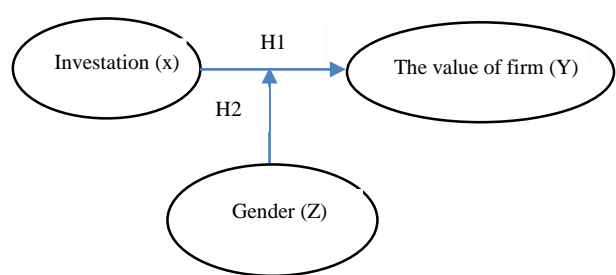 H1
Investation (x)
The value of firm (Y)
H2
Gender (Z)